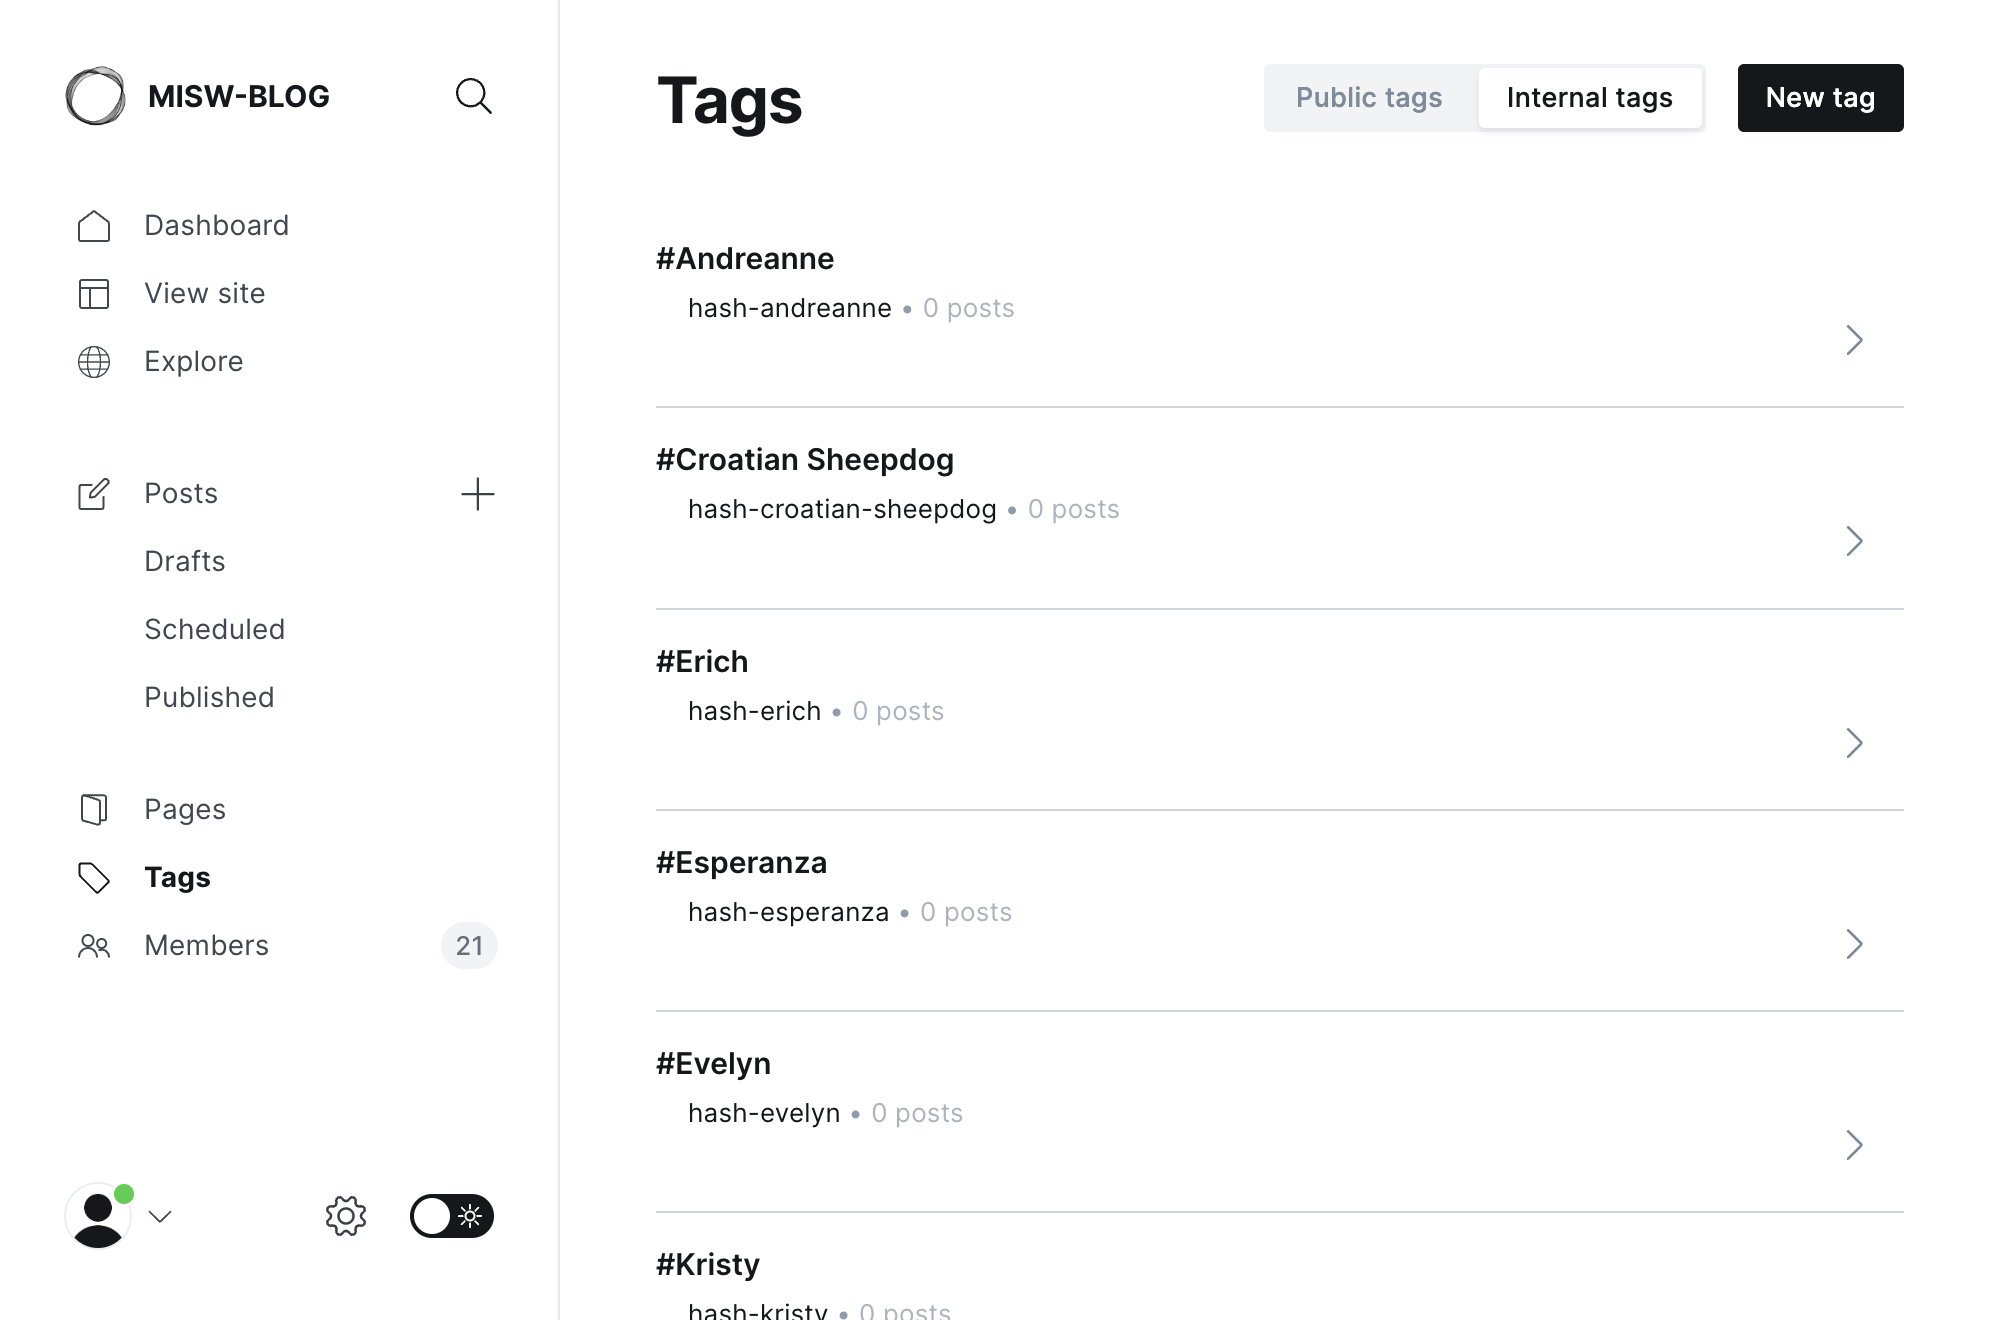 MISW-BLOG
Dashboard
View site
Explore
Posts
Drafts
Scheduled
Published
Pages
Tags
Members 21
Tags
Public tags
Internal tags
New tag
#Andreanne
hash-andreanne • 0 posts
#Croatian Sheepdog
hash-croatian-sheepdog • 0 posts
#Erich
hash-erich • 0 posts
#Esperanza
hash-esperanza • 0 posts
#Evelyn
hash-evelyn • 0 posts
#Kristy
hash-kristy • 0 posts